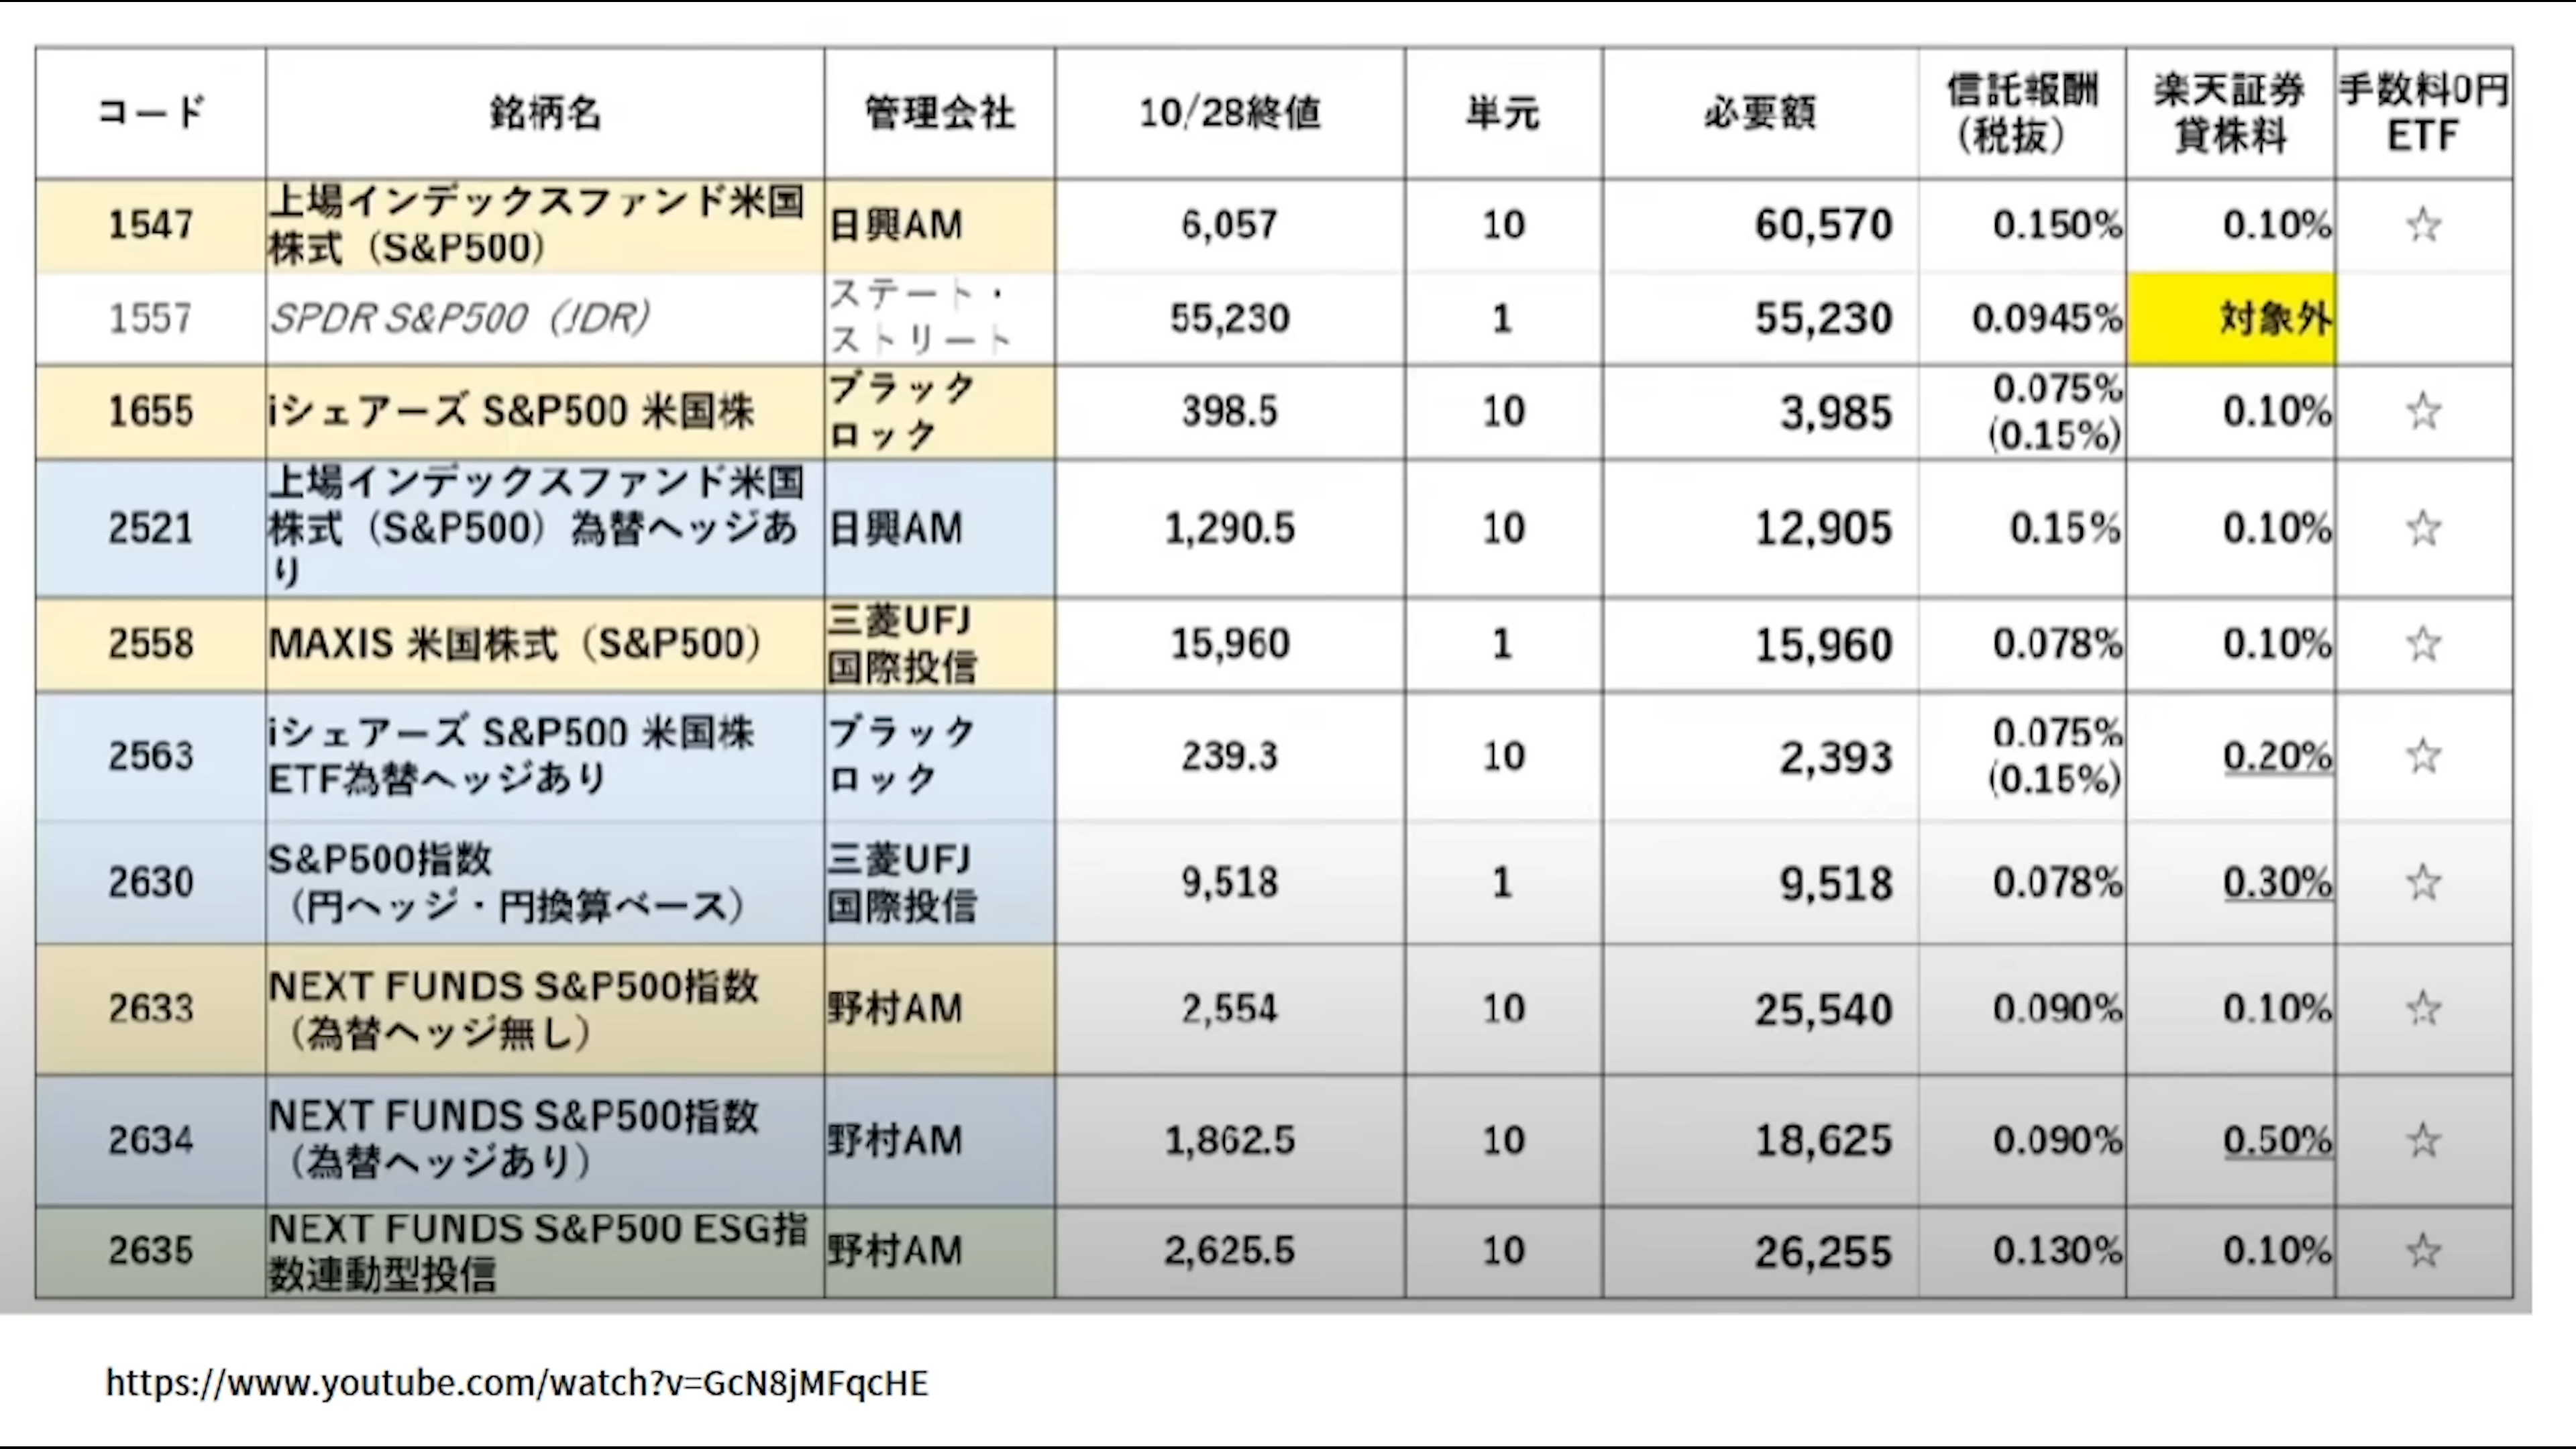 コード 銘柄名 管理会社 10/28終値 単元 必要額 信託報酬 楽天証券 手数料0円
(税抜) 貸株料 ETF
1547 上場インデックスファンド米国 日興AM 6,057 10 60,570 0.150% 0.10% ☆
株式（S&P500）
1557 SPDR S&P500（JDR） ステート・ 55,230 1 55,230 0.0945% 対象外
ストリート
1655 iシェアーズ S&P500 米国株 ブラック 398.5 10 3,985 0.075% 0.10% ☆
ロック (0.15%)
2521 上場インデックスファンド米国 日興AM 1,290.5 10 12,905 0.15% 0.10% ☆
株式（S&P500）為替ヘッジあ
り
2558 MAXIS 米国株式（S&P500） 三菱UFJ 15,960 1 15,960 0.078% 0.10% ☆
国際投信
2563 iシェアーズ S&P500 米国株 ブラック 239.3 10 2,393 0.075% 0.20% ☆
ETF為替ヘッジあり ロック (0.15%)
2630 S&P500指数 三菱UFJ 9,518 1 9,518 0.078% 0.30% ☆
（円ヘッジ・円換算ベース） 国際投信
2633 NEXT FUNDS S&P500指数 野村AM 2,554 10 25,540 0.090% 0.10% ☆
（為替ヘッジ無し）
2634 NEXT FUNDS S&P500指数 野村AM 1,862.5 10 18,625 0.090% 0.50% ☆
（為替ヘッジあり）
2635 NEXT FUNDS S&P500 ESG指 野村AM 2,625.5 10 26,255 0.130% 0.10% ☆
数連動型投信
https://www.youtube.com/watch?v=GcN8jMFqcHE